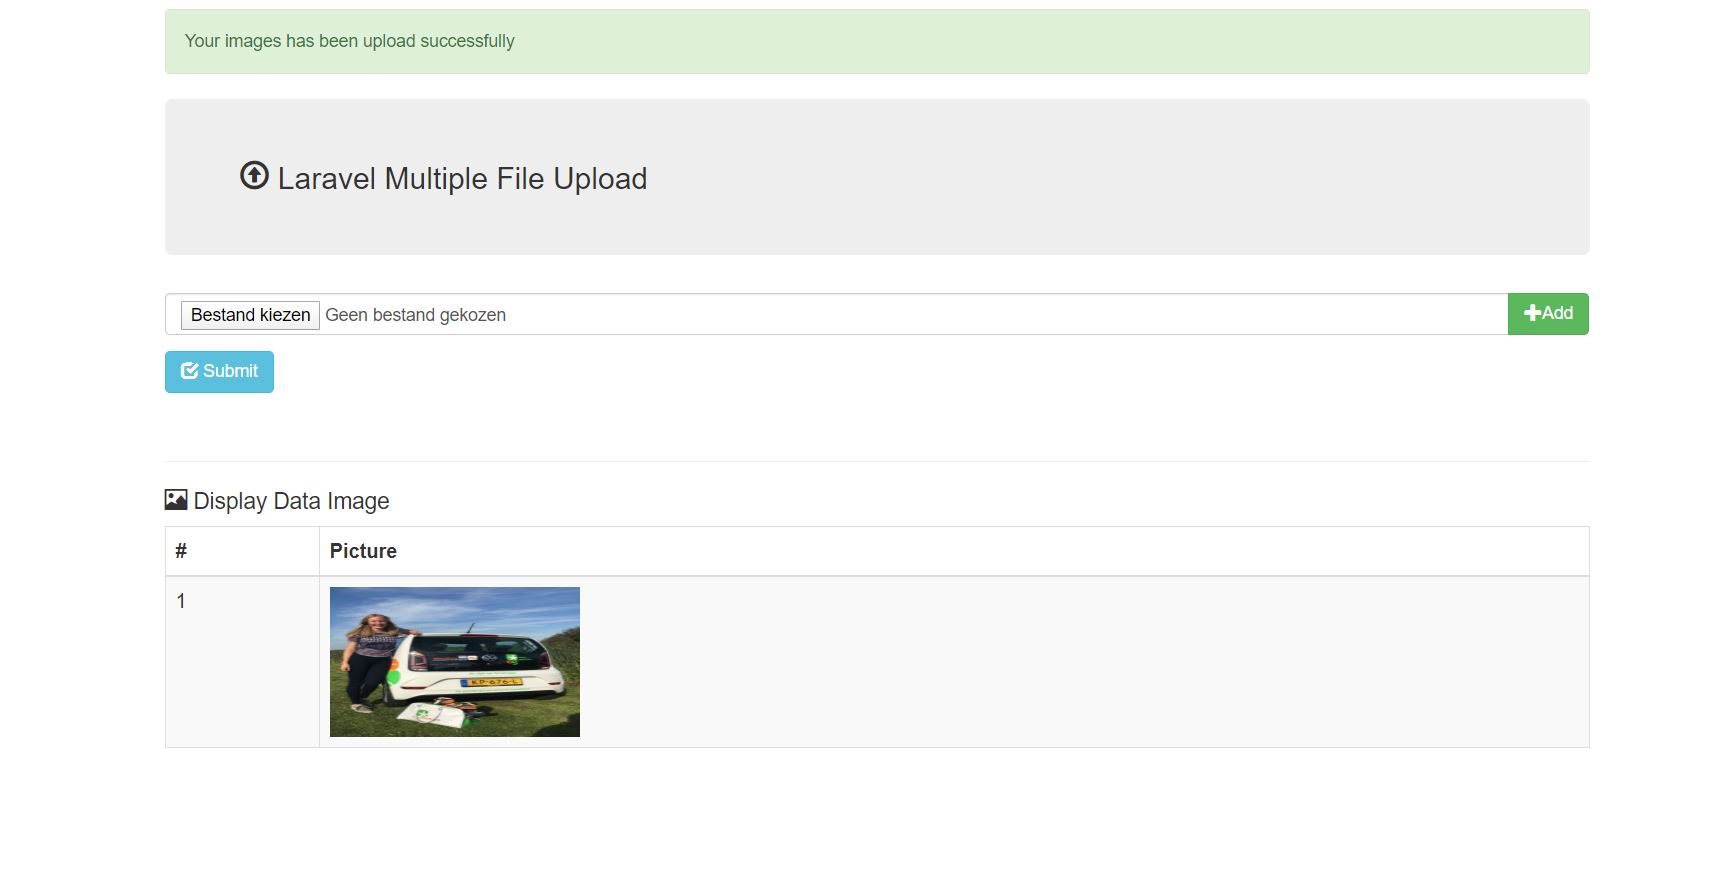 Your images has been upload successfully
Laravel Multiple File Upload
Bestand kiezen Geen bestand gekozen
Add
Submit
Display Data Image
# Picture
1
KP-676-L